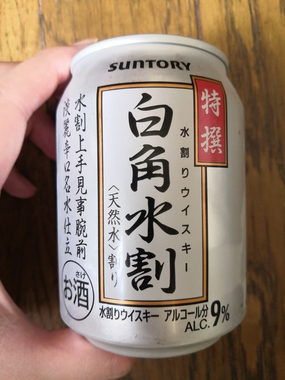 SUNTORY
特撰
水割りウイスキー
白角水割
〈天然水〉割り
水割上手見事腕前
淡麗辛口名水仕立
さけ
お酒
水割りウイスキー アルコール分 9%
ALC.